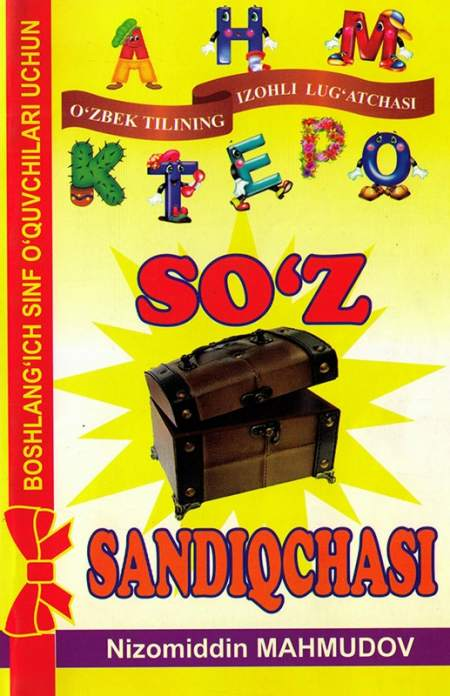 А Н М
O‘ZBEK TILINING IZOHLI LUG‘ATCHASI
К Т Е Р О
SO‘Z
SANDIQCHASI
BOSHLANG‘ICH SINF O‘QUVCHILARI UCHUN
Nizomiddin MAHMUDOV